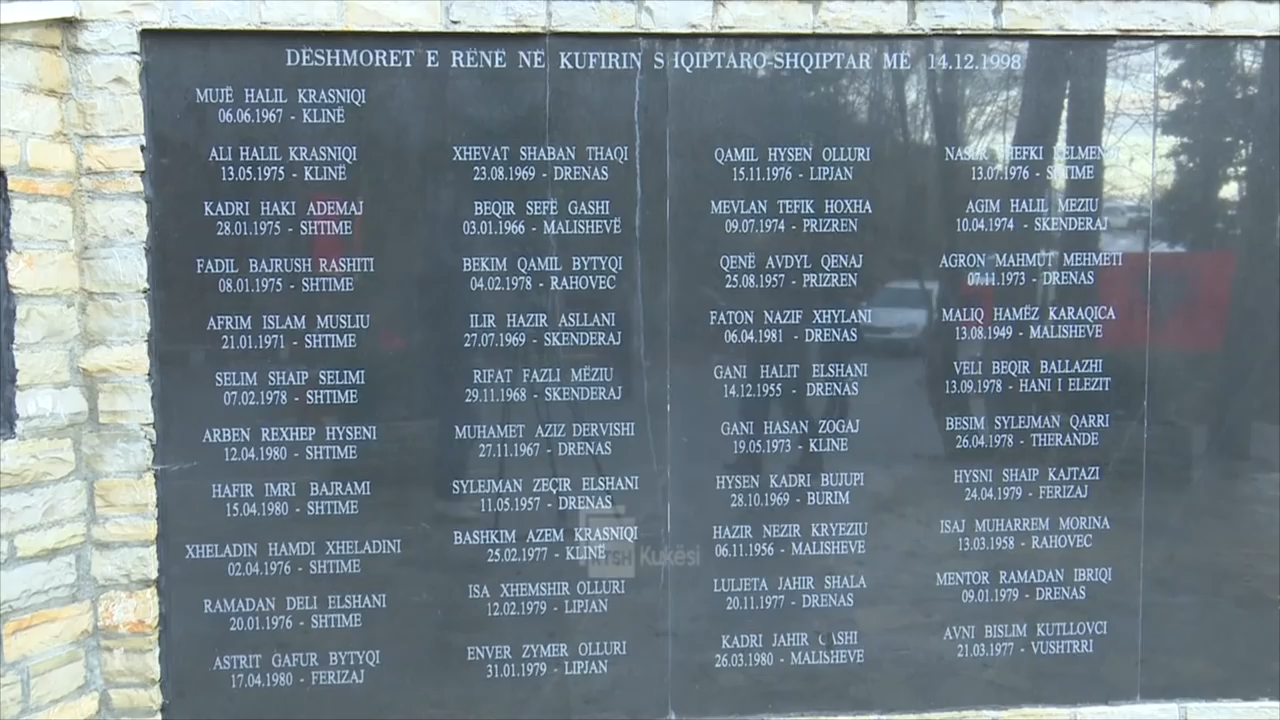 DËSHMORËT E RËNË NË KUFIRIN SHQIPTARO-SHQIPTAR MË 14.12.1998
MUJË HALIL KRASNIQI
06.06.1967 - KLINË
ALI HALIL KRASNIQI
13.05.1975 - KLINË
KADRI HAKI ADEMAJ
28.01.1975 - SHTIME
FADIL BAJRUSH RASHITI
08.01.1975 - SHTIME
AFRIM ISLAM MUSLIU
21.01.1971 - SHTIME
SELIM SHAIP SELIMI
07.02.1978 - SHTIME
ARBEN REXHEP HYSENI
12.04.1980 - SHTIME
HAFIR IMRI BAJRAMI
15.04.1980 - SHTIME
XHELADIN HAMDI XHELADINI
02.04.1976 - SHTIME
RAMADAN DELI ELSHANI
20.01.1976 - SHTIME
ASTRIT GAFUR BYTYQI
17.04.1980 - FERIZAJ
XHEVAT SHABAN THAQI
23.08.1969 - DRENAS
BEQIR SEFË GASHI
03.01.1966 - MALISHEVË
BEKIM QAMIL BYTYQI
04.02.1978 - RAHOVEC
ILIR HAZIR ASLLANI
27.07.1969 - SKENDERAJ
RIFAT FAZLI MËZIU
29.11.1968 - SKENDERAJ
MUHAMET AZIZ DERVISHI
27.11.1967 - DRENAS
SYLEJMAN ZEÇIR ELSHANI
11.05.1957 - DRENAS
BASHKIM AZEM KRASNIQI
25.02.1977 - KLINË
ISA XHEMSHIR OLLURI
12.02.1979 - LIPJAN
ENVER ZYMER OLLURI
31.01.1979 - LIPJAN
QAMIL HYSEN OLLURI
15.11.1976 - LIPJAN
MEVLAN TEFIK HOXHA
09.07.1974 - PRIZREN
QENË AVDYL QENAJ
25.08.1957 - PRIZREN
FATON NAZIF XHYLANI
06.04.1981 - DRENAS
GANI HALIT ELSHANI
14.12.1955 - DRENAS
GANI HASAN ZOGAJ
19.05.1973 - KLINE
HYSEN KADRI BUJUPI
28.10.1969 - BURIM
HAZIR NEZIR KRYEZIU
06.11.1956 - MALISHEVE
LULJETA JAHIR SHALA
20.11.1977 - DRENAS
KADRI JAHIR GASHI
26.03.1980 - MALISHEVE
NASUR SHEFKI KELMENDI
13.07.1976 - SHTIME
AGIM HALIL MEZIU
10.04.1974 - SKENDERAJ
AGRON MAHMUT MEHMETI
07.11.1973 - DRENAS
MALIQ HAMËZ KARAQICA
13.08.1949 - MALISHEVE
VELI BEQIR BALLAZHI
13.09.1978 - HANI I ELEZIT
BESIM SYLEJMAN QARRI
26.04.1978 - THERANDE
HYSNI SHAIP KAJTAZI
24.04.1979 - FERIZAJ
ISAJ MUHARREM MORINA
13.03.1958 - RAHOVEC
MENTOR RAMADAN IBRIQI
09.01.1979 - DRENAS
AVNI BISLIM KUTLLOVCI
21.03.1977 - VUSHTRRI
RTSH Kukësi